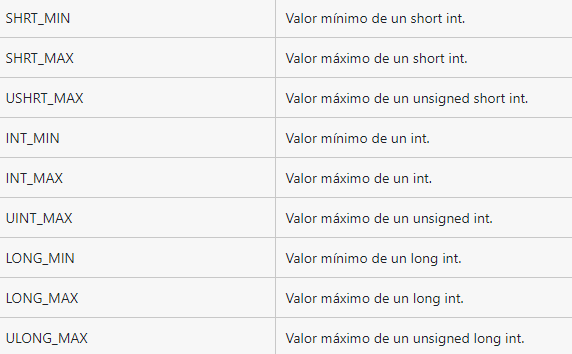 SHRT_MIN Valor mínimo de un short int.
SHRT_MAX Valor máximo de un short int.
USHRT_MAX Valor máximo de un unsigned short int.
INT_MIN Valor mínimo de un int.
INT_MAX Valor máximo de un int.
UINT_MAX Valor máximo de un unsigned int.
LONG_MIN Valor mínimo de un long int.
LONG_MAX Valor máximo de un long int.
ULONG_MAX Valor máximo de un unsigned long int.